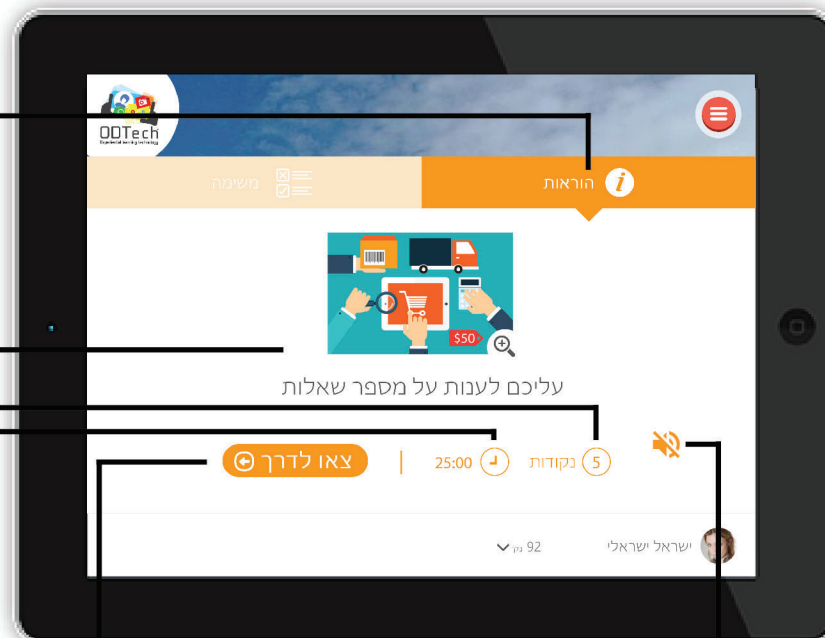 ODTech
Experiential learning technology
הוראות
משימה
$50
עליכם לענות על מספר שאלות
5 נקודות
25:00
צאו לדרך
ישראל ישראלי
92 נק